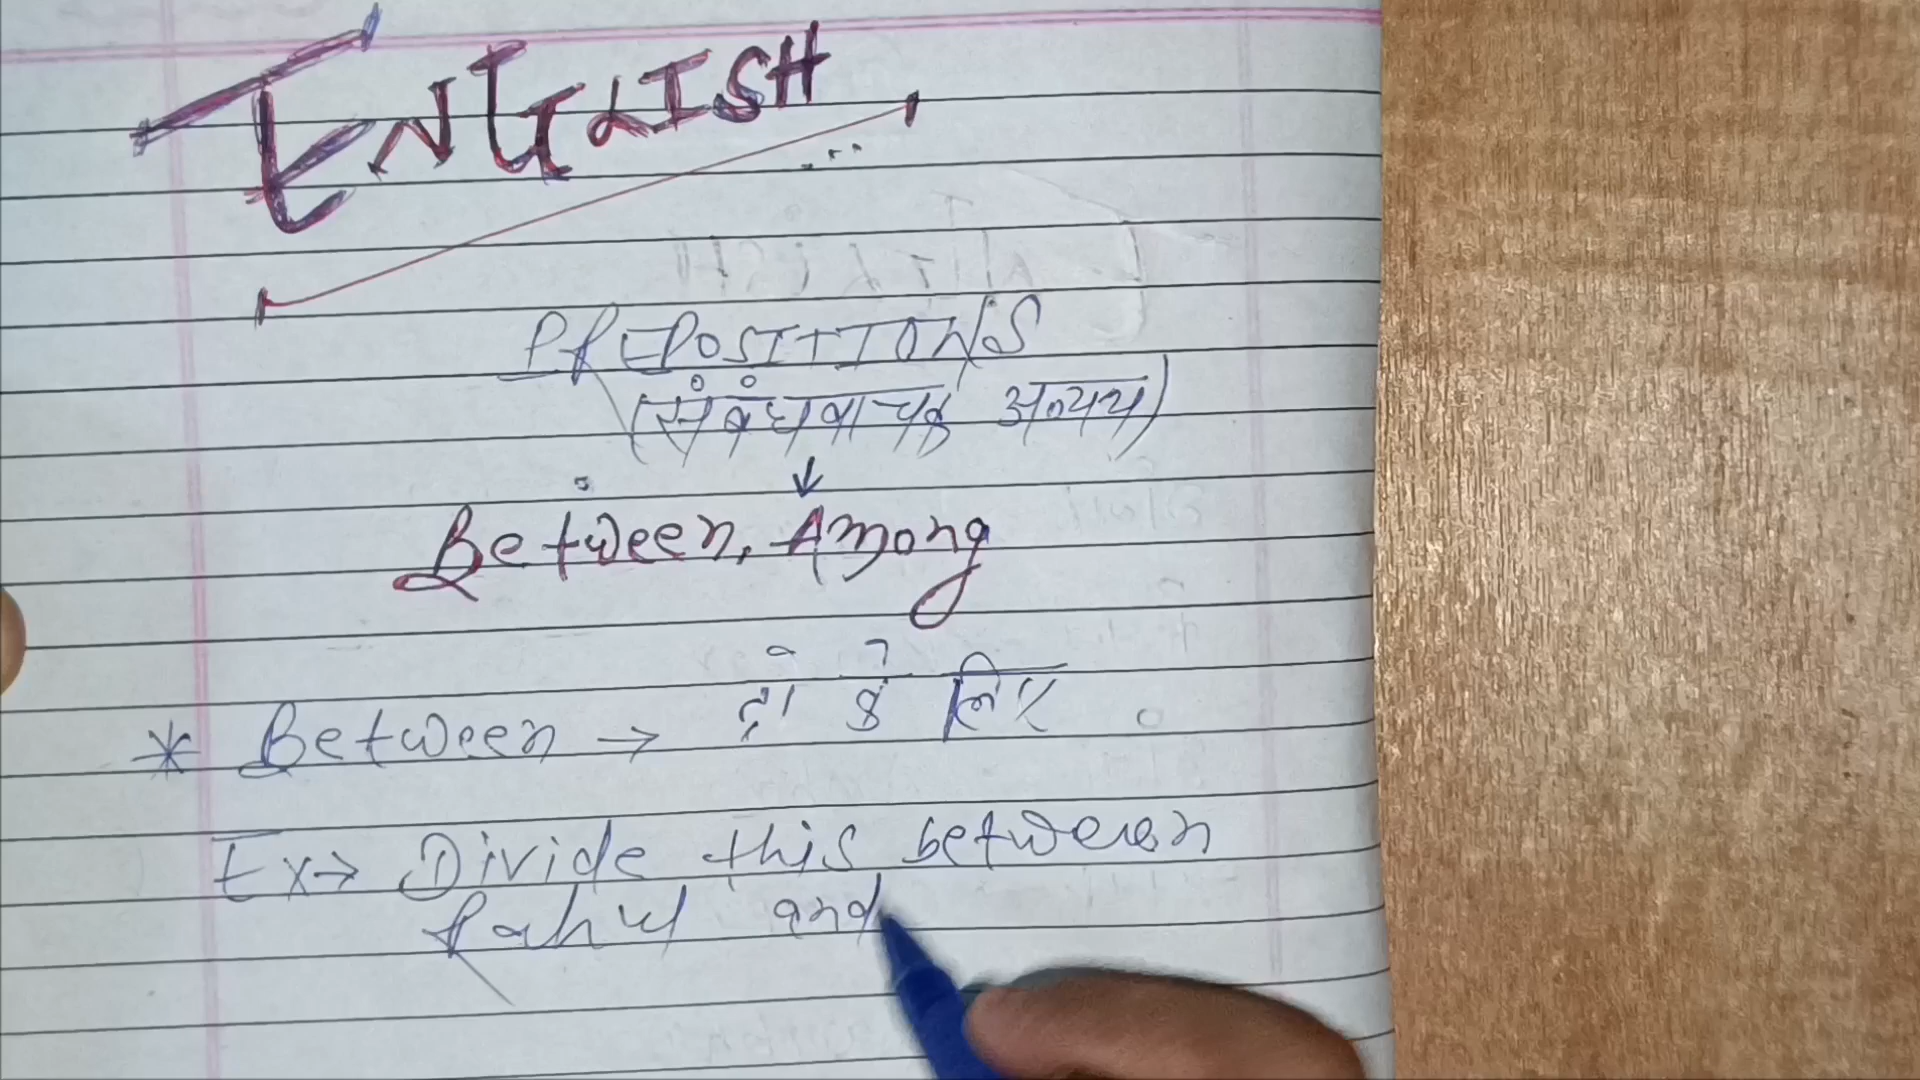 ENGLISH
PREPOSITIONS
(संबंधवाचक अव्यय)
↓
Between, Among
* Between → दो के लिए
Ex→ Divide this between
Rahul and